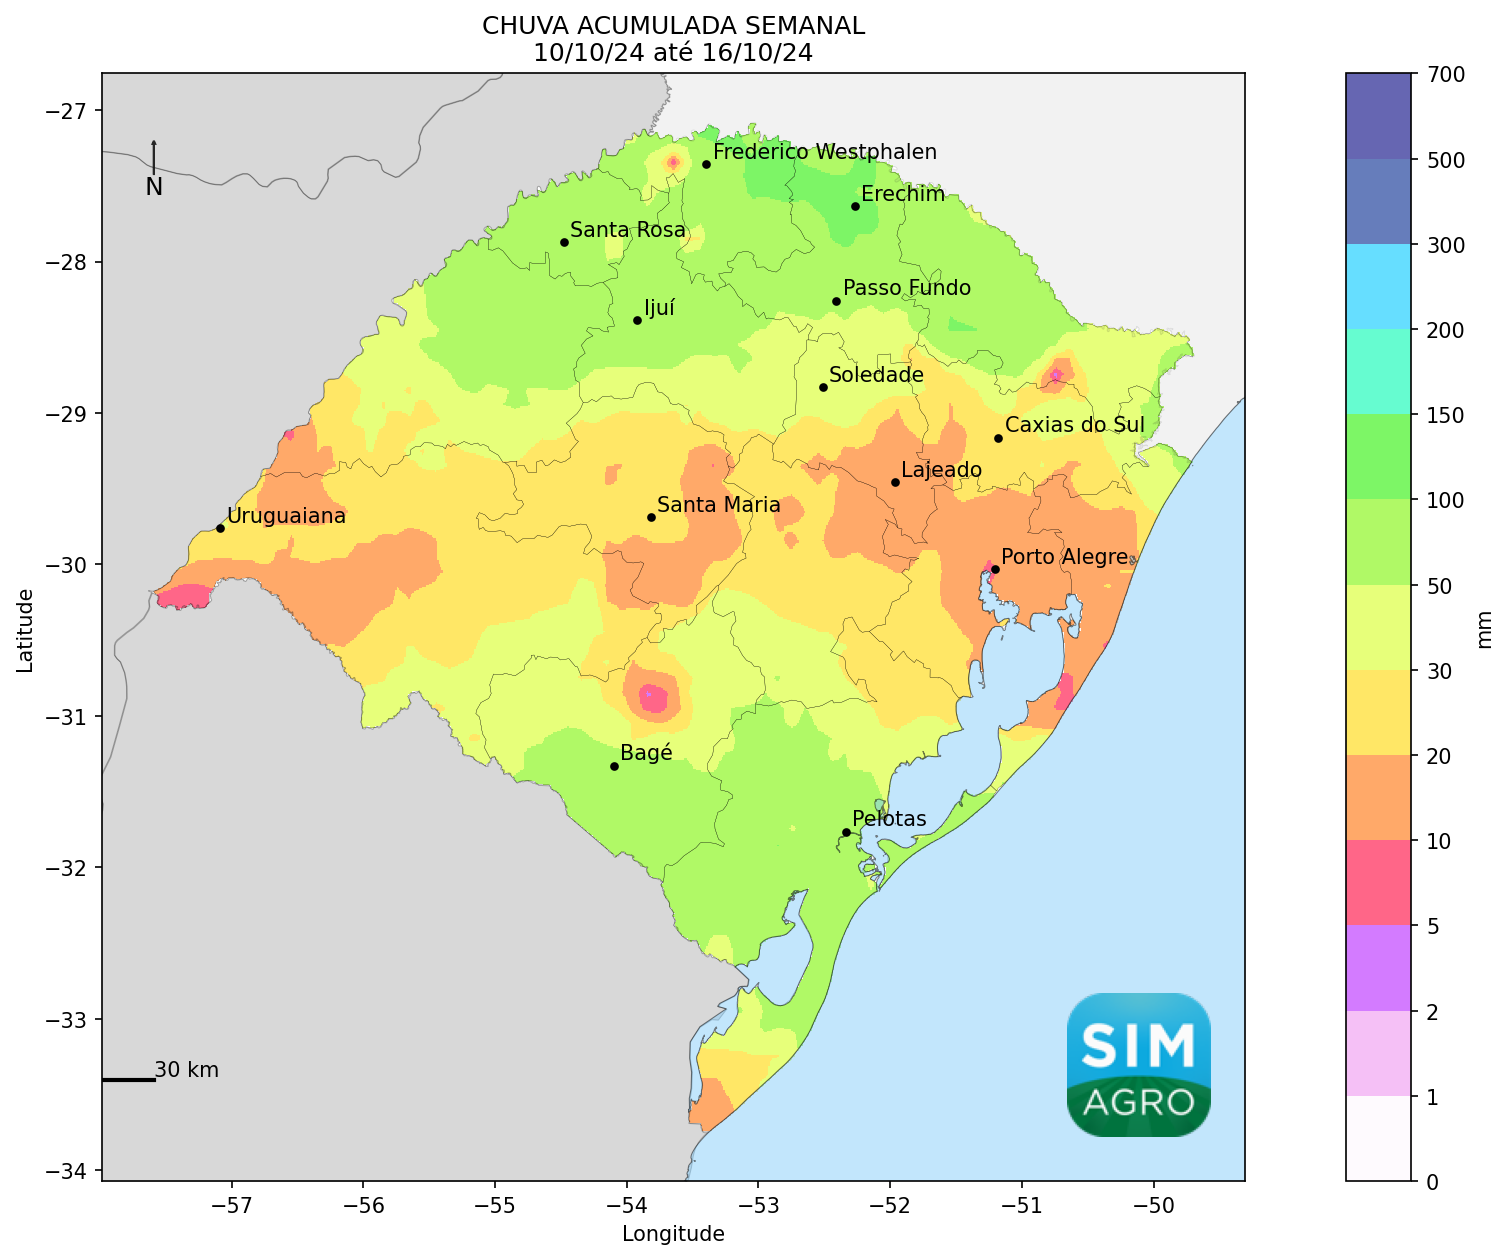 CHUVA ACUMULADA SEMANAL
10/10/24 até 16/10/24
−27
−28
−29
−30
−31
−32
−33
−34
Latitude
N
Frederico Westphalen
Erechim
Santa Rosa
Passo Fundo
Ijuí
Soledade
Caxias do Sul
Lajeado
Santa Maria
Uruguaiana
Porto Alegre
Bagé
Pelotas
30 km
SIM
AGRO
−57
−56
−55
−54
−53
−52
−51
−50
Longitude
700
500
300
200
150
100
50
30
20
10
5
2
1
0
mm